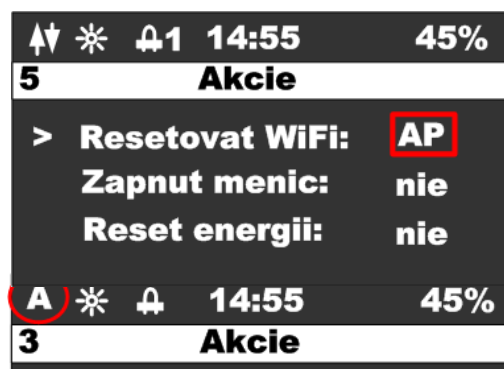 1 14:55 45%
5 Akcie
> Resetovat WiFi: AP
Zapnut menic: nie
Reset energii: nie
A 14:55 45%
3 Akcie